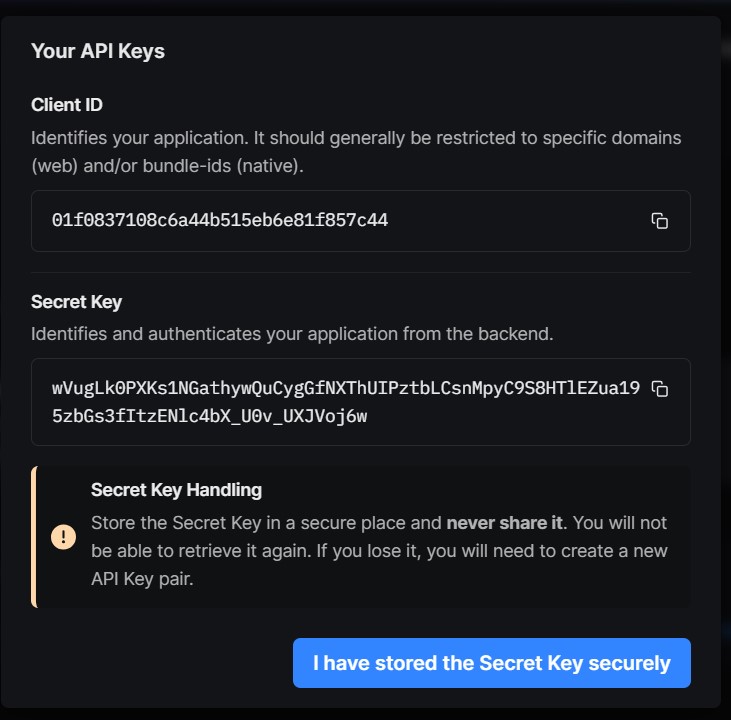 Your API Keys
Client ID
Identifies your application. It should generally be restricted to specific domains
(web) and/or bundle-ids (native).
01f0837108c6a44b515eb6e81f857c44
Secret Key
Identifies and authenticates your application from the backend.
wVugLk0PXKs1NGathywQuCygGfNXThUIPztbLCsnMpyC9S8HTlEZua19
5zbGs3fItzENlc4bX_U0v_UXJVoj6w
Secret Key Handling
Store the Secret Key in a secure place and never share it. You will not
be able to retrieve it again. If you lose it, you will need to create a new
API Key pair.
I have stored the Secret Key securely